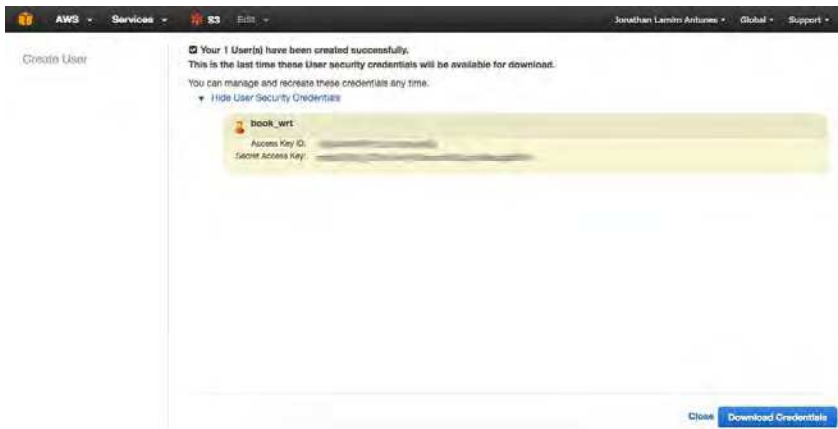 AWS Services S3 Edit Jonathan Lamim Antunes Global Support
Create User
Your 1 User(s) have been created successfully.
This is the last time these User security credentials will be available for download.
You can manage and recreate these credentials any time.
Hide User Security Credentials
book_wrt
Access Key ID:
Secret Access Key:
Close Download Credentials